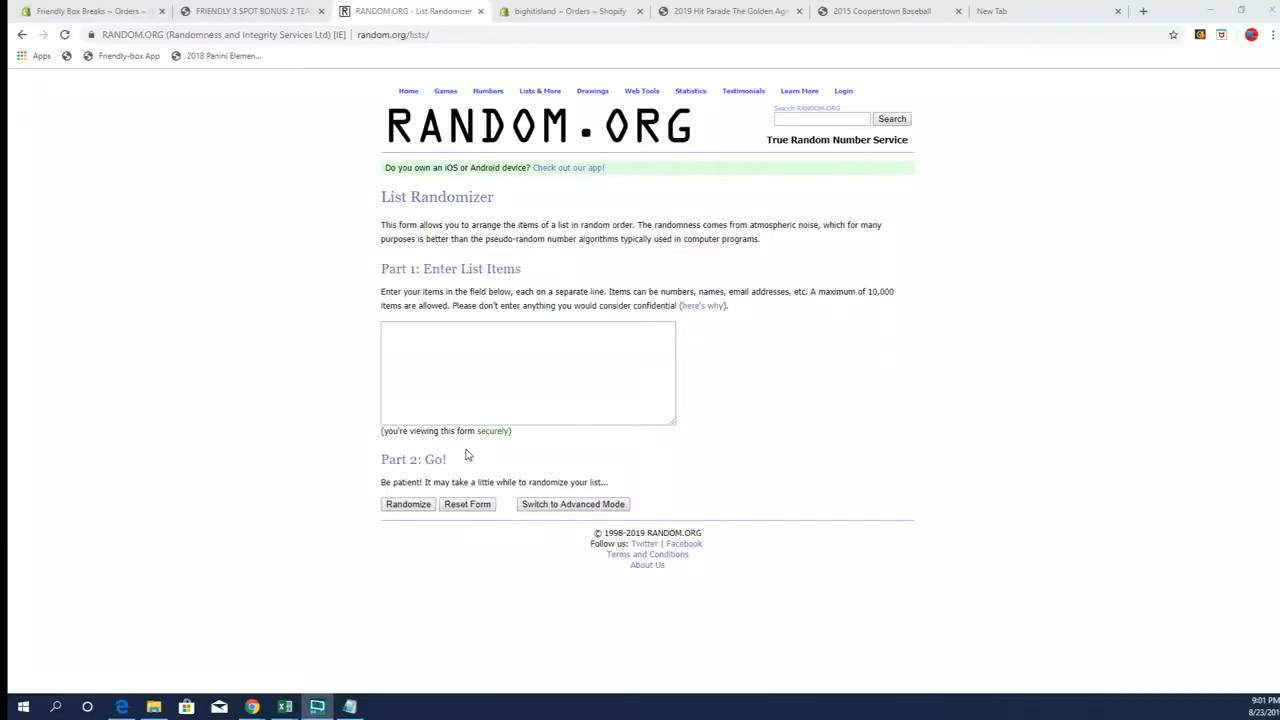 Friendly Box Breaks ~ Orders ~
FRIENDLY 3 SPOT BONUS: 2 TEA
RANDOM.ORG - List Randomizer
bighitisland ~ Orders ~ Shopify
2019 Hit Parade The Golden Age
2015 Cooperstown Baseball
New Tab
RANDOM.ORG (Randomness and Integrity Services Ltd) [IE] | random.org/lists/
Apps
Friendly-box App
2018 Panini Elemen...
Home Games Numbers Lists & More Drawings Web Tools Statistics Testimonials Learn More Login
RANDOM.ORG
Search RANDOM.ORG
Search
True Random Number Service
Do you own an iOS or Android device? Check out our app!
List Randomizer
This form allows you to arrange the items of a list in random order. The randomness comes from atmospheric noise, which for many
purposes is better than the pseudo-random number algorithms typically used in computer programs.
Part 1: Enter List Items
Enter your items in the field below, each on a separate line. Items can be numbers, names, email addresses, etc. A maximum of 10,000
items are allowed. Please don't enter anything you would consider confidential (here's why).
(you're viewing this form securely)
Part 2: Go!
Be patient! It may take a little while to randomize your list...
Randomize Reset Form Switch to Advanced Mode
© 1998-2019 RANDOM.ORG
Follow us: Twitter | Facebook
Terms and Conditions
About Us
9:01 PM
8/23/201